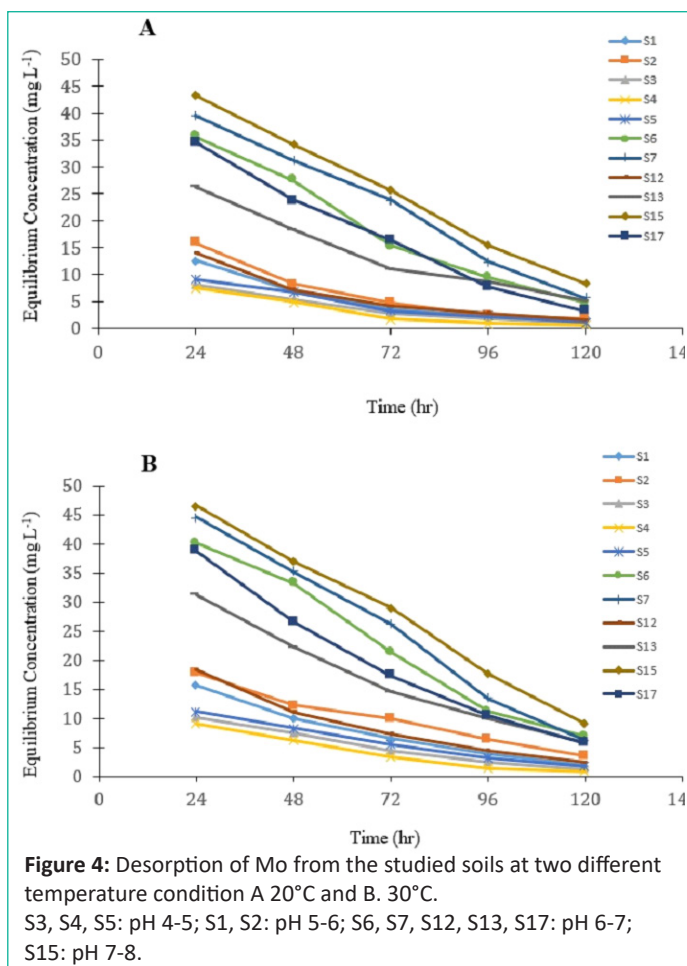 A
Equilibrium Concentration (mg L-1)
50
45
40
35
30
25
20
15
10
5
0
0
24
48
72
96
120
14
Time (hr)
S1
S2
S3
S4
S5
S6
S7
S12
S13
S15
S17
B
Equilibrium Concentration (mg L-1)
50
45
40
35
30
25
20
15
10
5
0
0
24
48
72
96
120
14
Time (hr)
S1
S2
S3
S4
S5
S6
S7
S12
S13
S15
S17
Figure 4: Desorption of Mo from the studied soils at two different
temperature condition A 20°C and B. 30°C.
S3, S4, S5: pH 4-5; S1, S2: pH 5-6; S6, S7, S12, S13, S17: pH 6-7;
S15: pH 7-8.